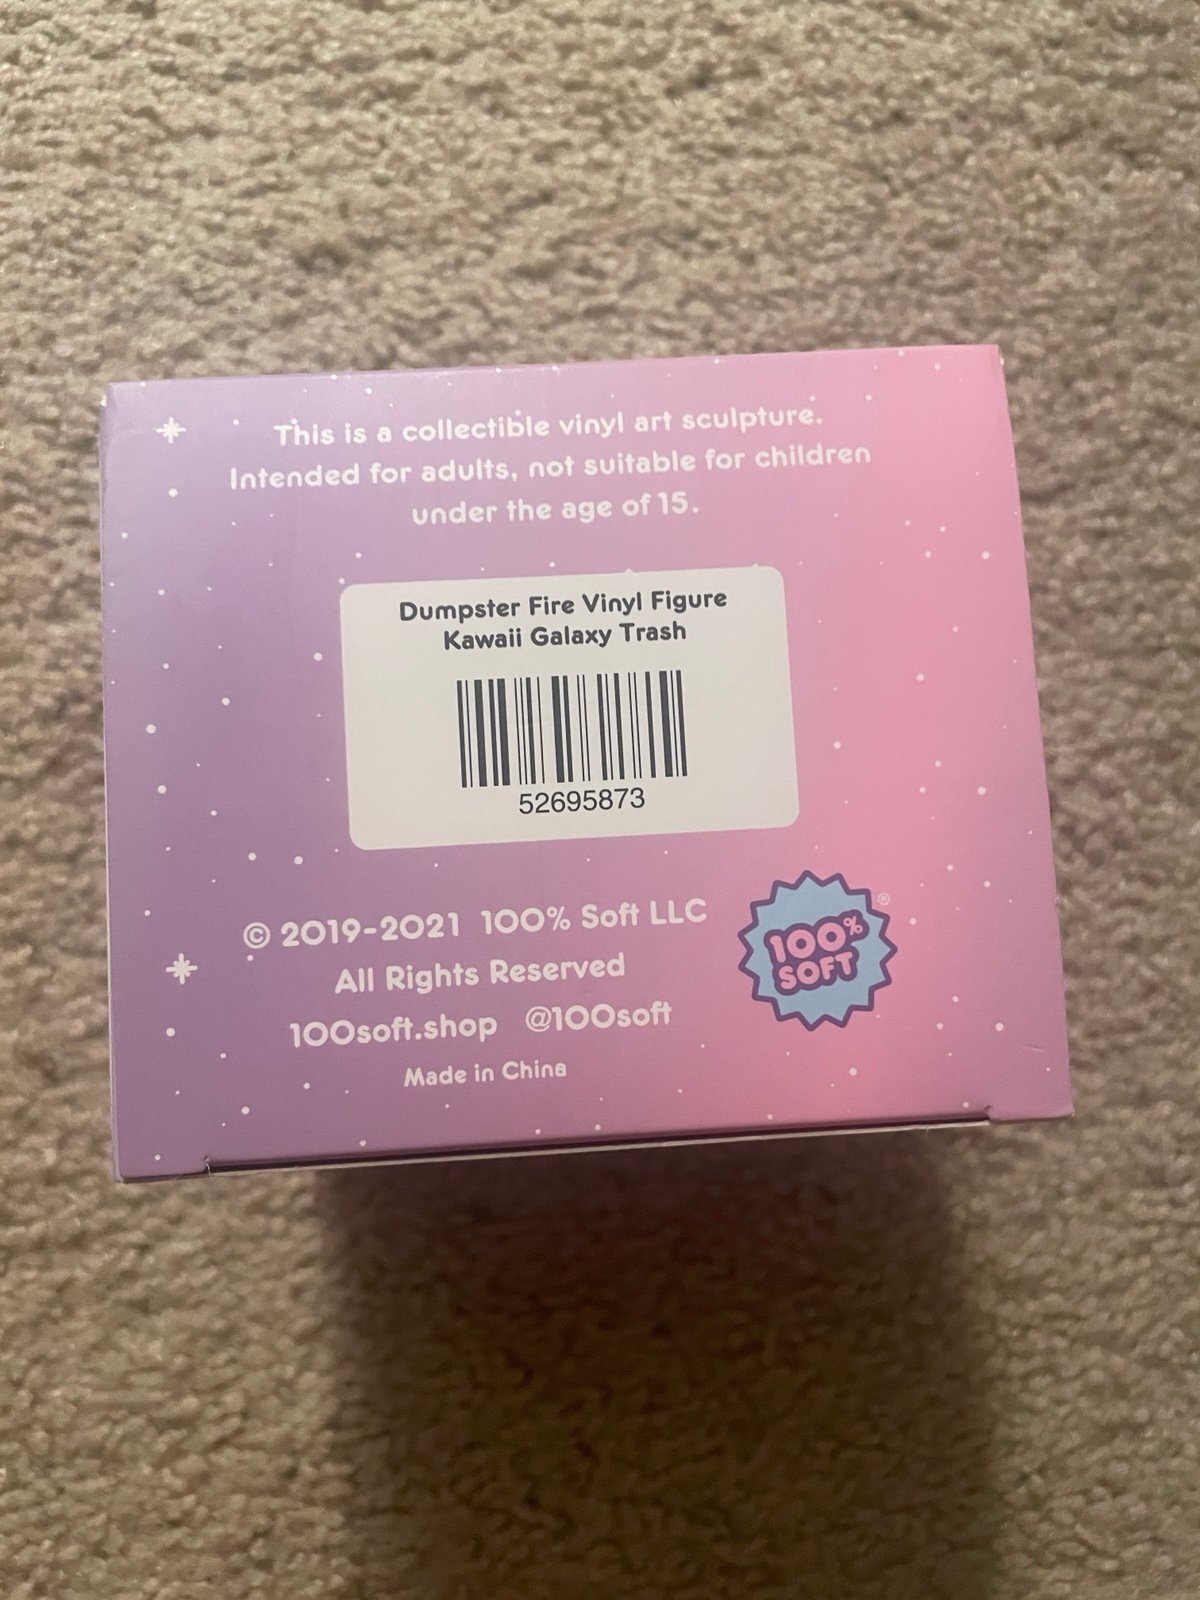 This is a collectible vinyl art sculpture.
Intended for adults, not suitable for children
under the age of 15.
Dumpster Fire Vinyl Figure
Kawaii Galaxy Trash
52695873
© 2019-2021 100% Soft LLC
All Rights Reserved
100soft.shop @100soft
Made in China
100%
SOFT
®